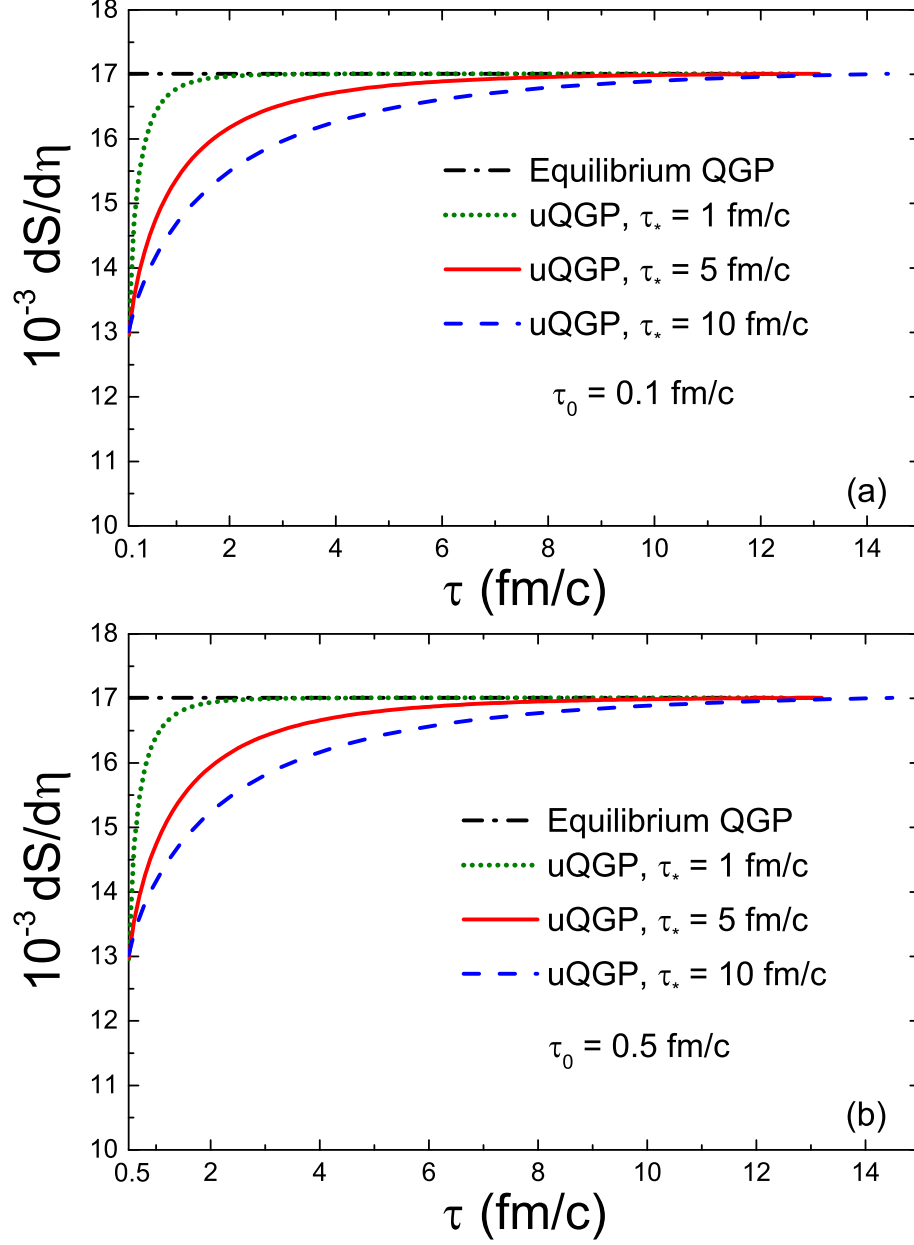 18
17
16
15
14
13
12
11
10
10⁻³ dS/dη
Equilibrium QGP
uQGP, τ* = 1 fm/c
uQGP, τ* = 5 fm/c
uQGP, τ* = 10 fm/c
τ₀ = 0.1 fm/c
(a)
0.1 2 4 6 8 10 12 14
τ (fm/c)
18
17
16
15
14
13
12
11
10
10⁻³ dS/dη
Equilibrium QGP
uQGP, τ* = 1 fm/c
uQGP, τ* = 5 fm/c
uQGP, τ* = 10 fm/c
τ₀ = 0.5 fm/c
(b)
0.5 2 4 6 8 10 12 14
τ (fm/c)